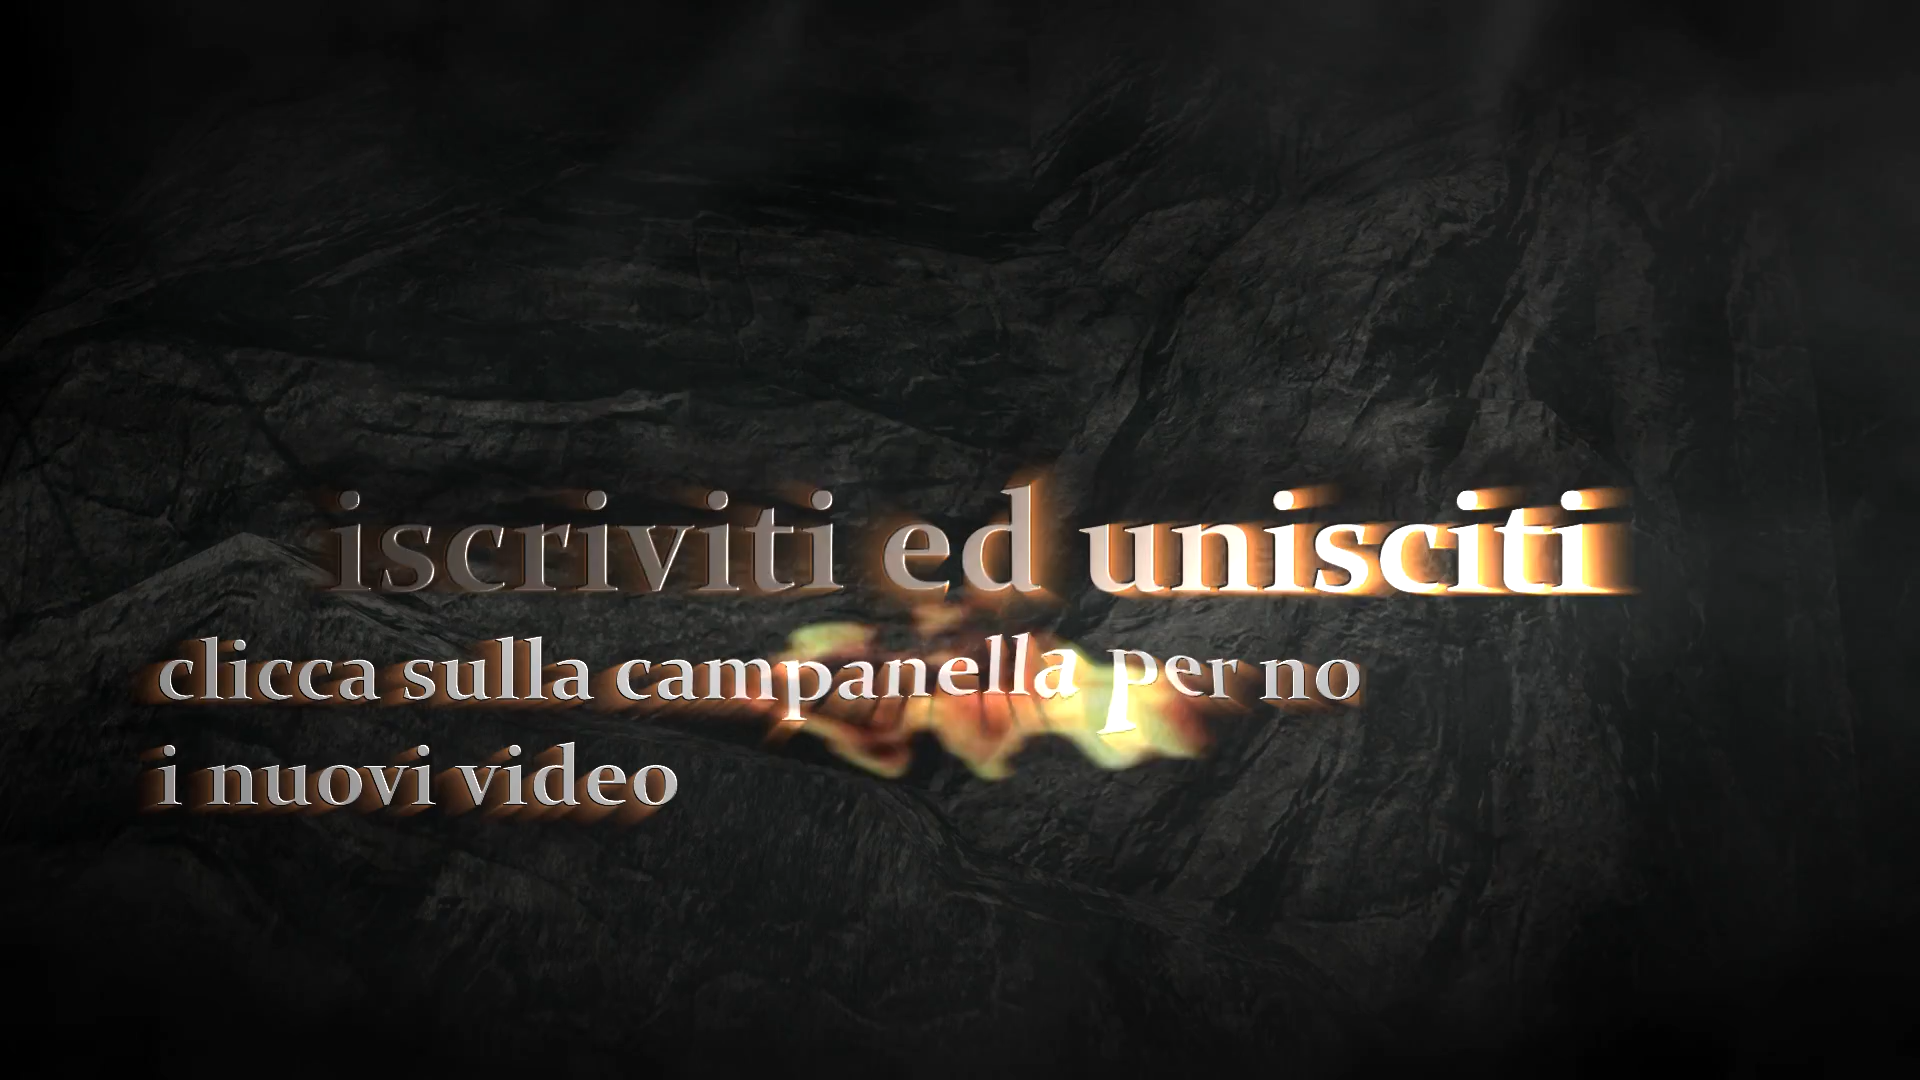 iscriviti ed unisciti
clicca sulla campanella per no
i nuovi video